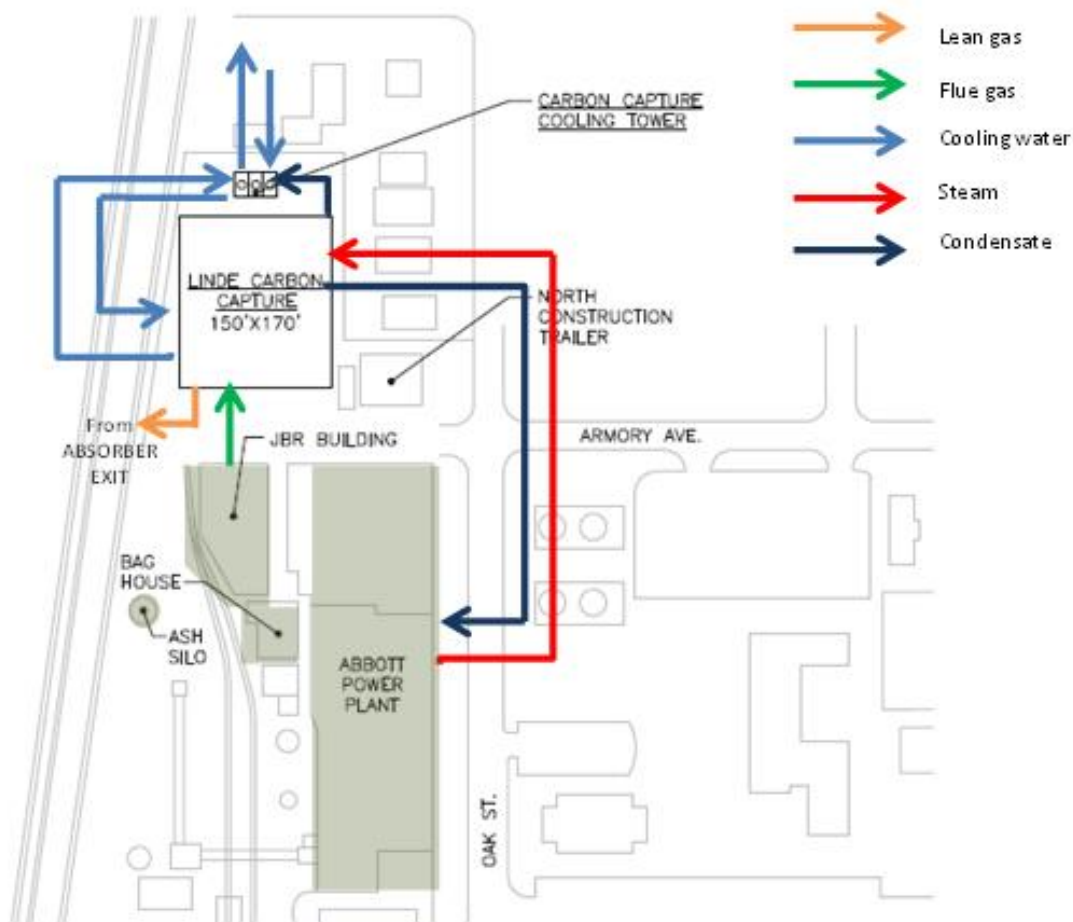 Lean gas
Flue gas
Cooling water
Steam
Condensate
CARBON CAPTURE
COOLING TOWER
LINDE CARBON
CAPTURE
150'X170'
NORTH
CONSTRUCTION
TRAILER
From
ABSORBER
EXIT
JBR BUILDING
ARMORY AVE.
BAG
HOUSE
ASH
SILO
ABBOTT
POWER
PLANT
OAK ST.